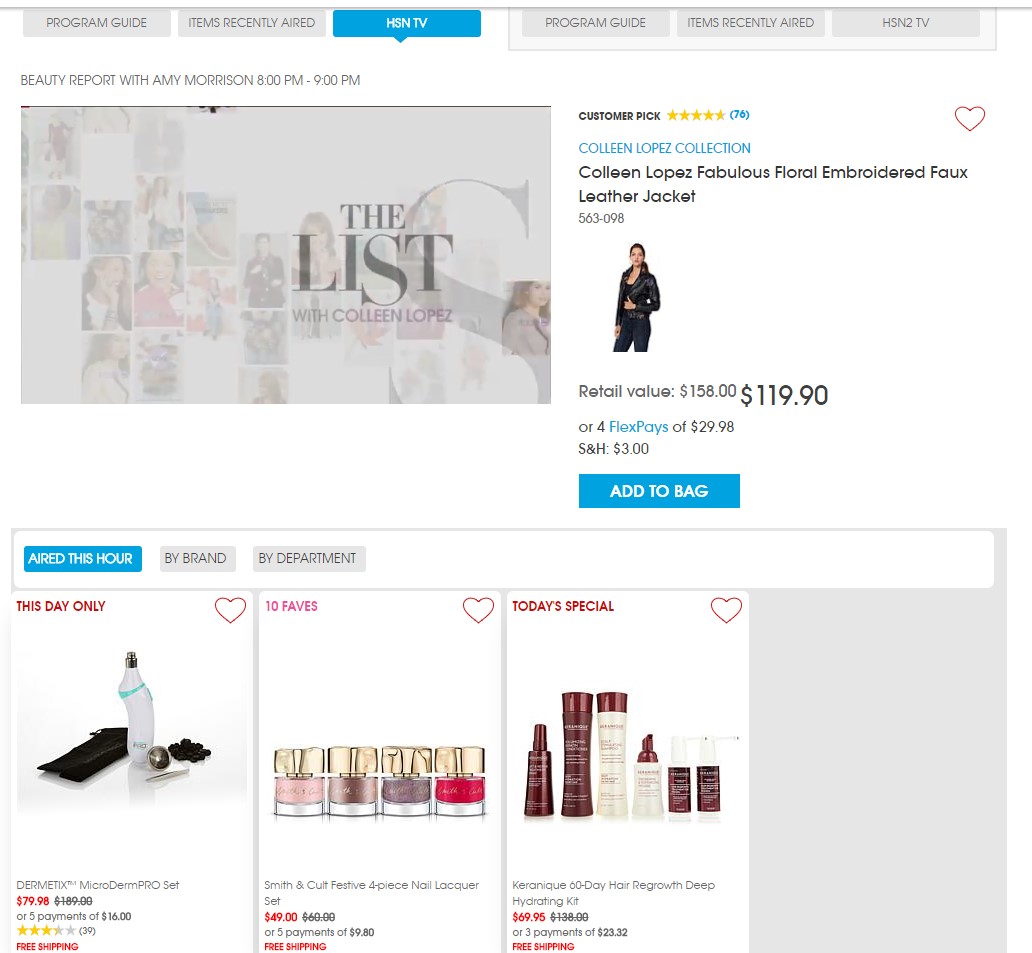 PROGRAM GUIDE
ITEMS RECENTLY AIRED
HSN TV
PROGRAM GUIDE
ITEMS RECENTLY AIRED
HSN2 TV
BEAUTY REPORT WITH AMY MORRISON 8:00 PM - 9:00 PM
THE
LIST
WITH COLLEEN LOPEZ
CUSTOMER PICK (76)
COLLEEN LOPEZ COLLECTION
Colleen Lopez Fabulous Floral Embroidered Faux
Leather Jacket
563-098
Retail value: $158.00 $119.90
or 4 FlexPays of $29.98
S&H: $3.00
ADD TO BAG
AIRED THIS HOUR
BY BRAND
BY DEPARTMENT
THIS DAY ONLY
DERMETIX™ MicroDermPRO Set
$79.98 $189.00
or 5 payments of $16.00
(39)
FREE SHIPPING
10 FAVES
Smith & Cult
Smith & Cult Festive 4-piece Nail Lacquer
Set
$49.00 $60.00
or 5 payments of $9.80
FREE SHIPPING
TODAY'S SPECIAL
KERANIQUE
KERANIQUE
Keranique 60-Day Hair Regrowth Deep
Hydrating Kit
$69.95 $138.00
or 3 payments of $23.32
FREE SHIPPING